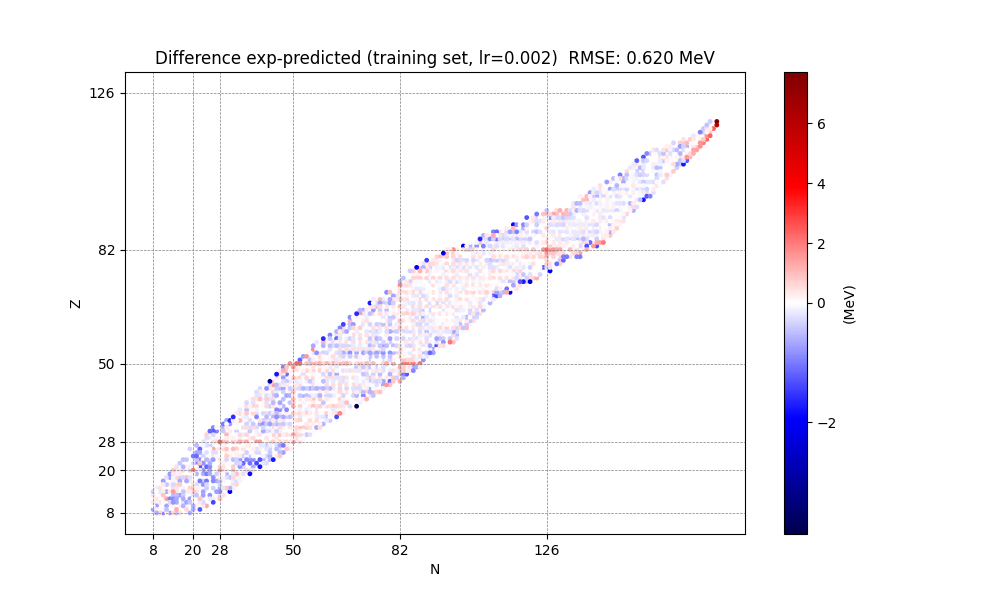 Difference exp-predicted (training set, lr=0.002)  RMSE: 0.620 MeV
126
82
50
28
20
8
Z
8 20 28 50 82 126
N
6
4
2
0
−2
(MeV)